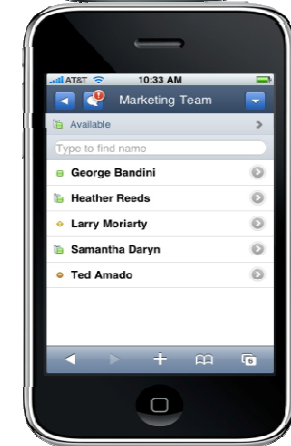 AT&T 10:33 AM
Marketing Team
Available
Type to find name
George Bandini
Heather Reeds
Larry Moriarty
Samantha Daryn
Ted Amado